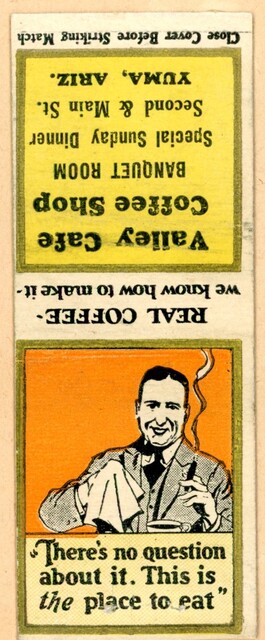 Close Cover Before Striking Match
Valley Cafe
Coffee Shop
BANQUET ROOM
Special Sunday Dinner
Second & Main St.
YUMA, ARIZ.
REAL COFFEE-
we know how to make it-
"There's no question
about it. This is
the place to eat"